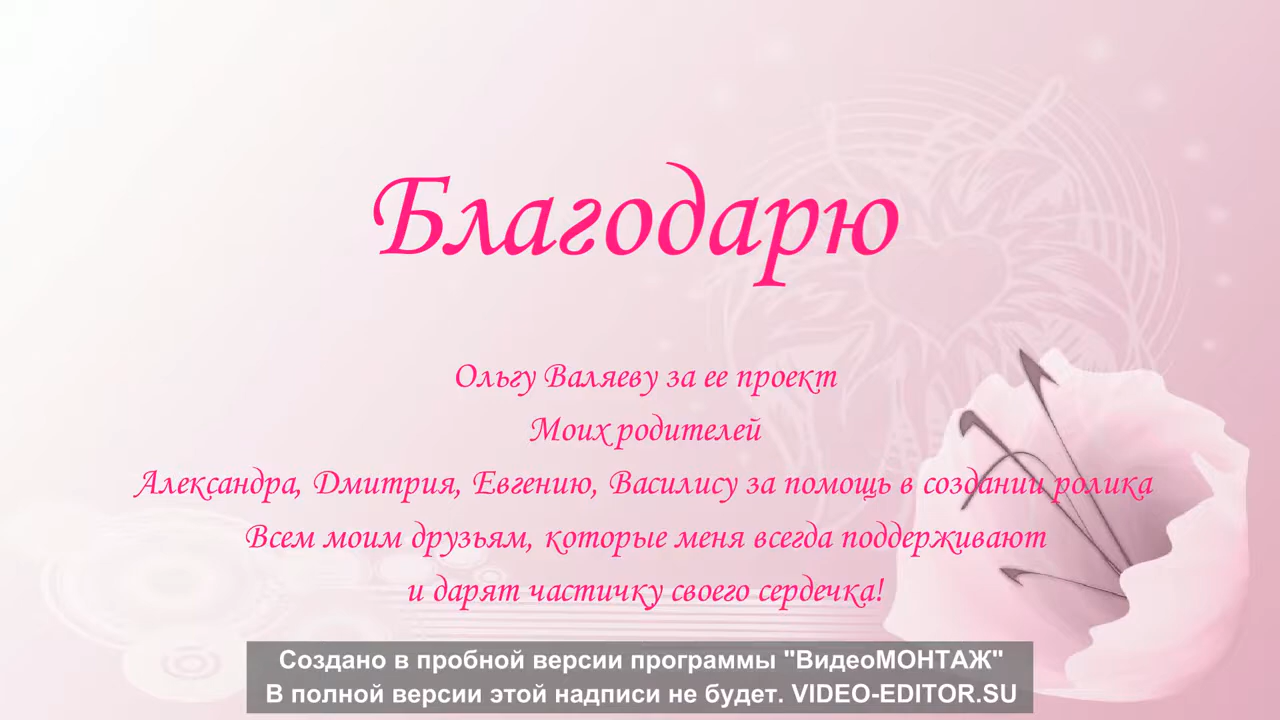 Благодарю
Ольгу Валяеву за ее проект
Моих родителей
Александра, Дмитрия, Евгению, Василису за помощь в создании ролика
Всем моим друзьям, которые меня всегда поддерживают
и дарят частичку своего сердечка!
Создано в пробной версии программы "ВидеоМОНТАЖ"
В полной версии этой надписи не будет. VIDEO-EDITOR.SU